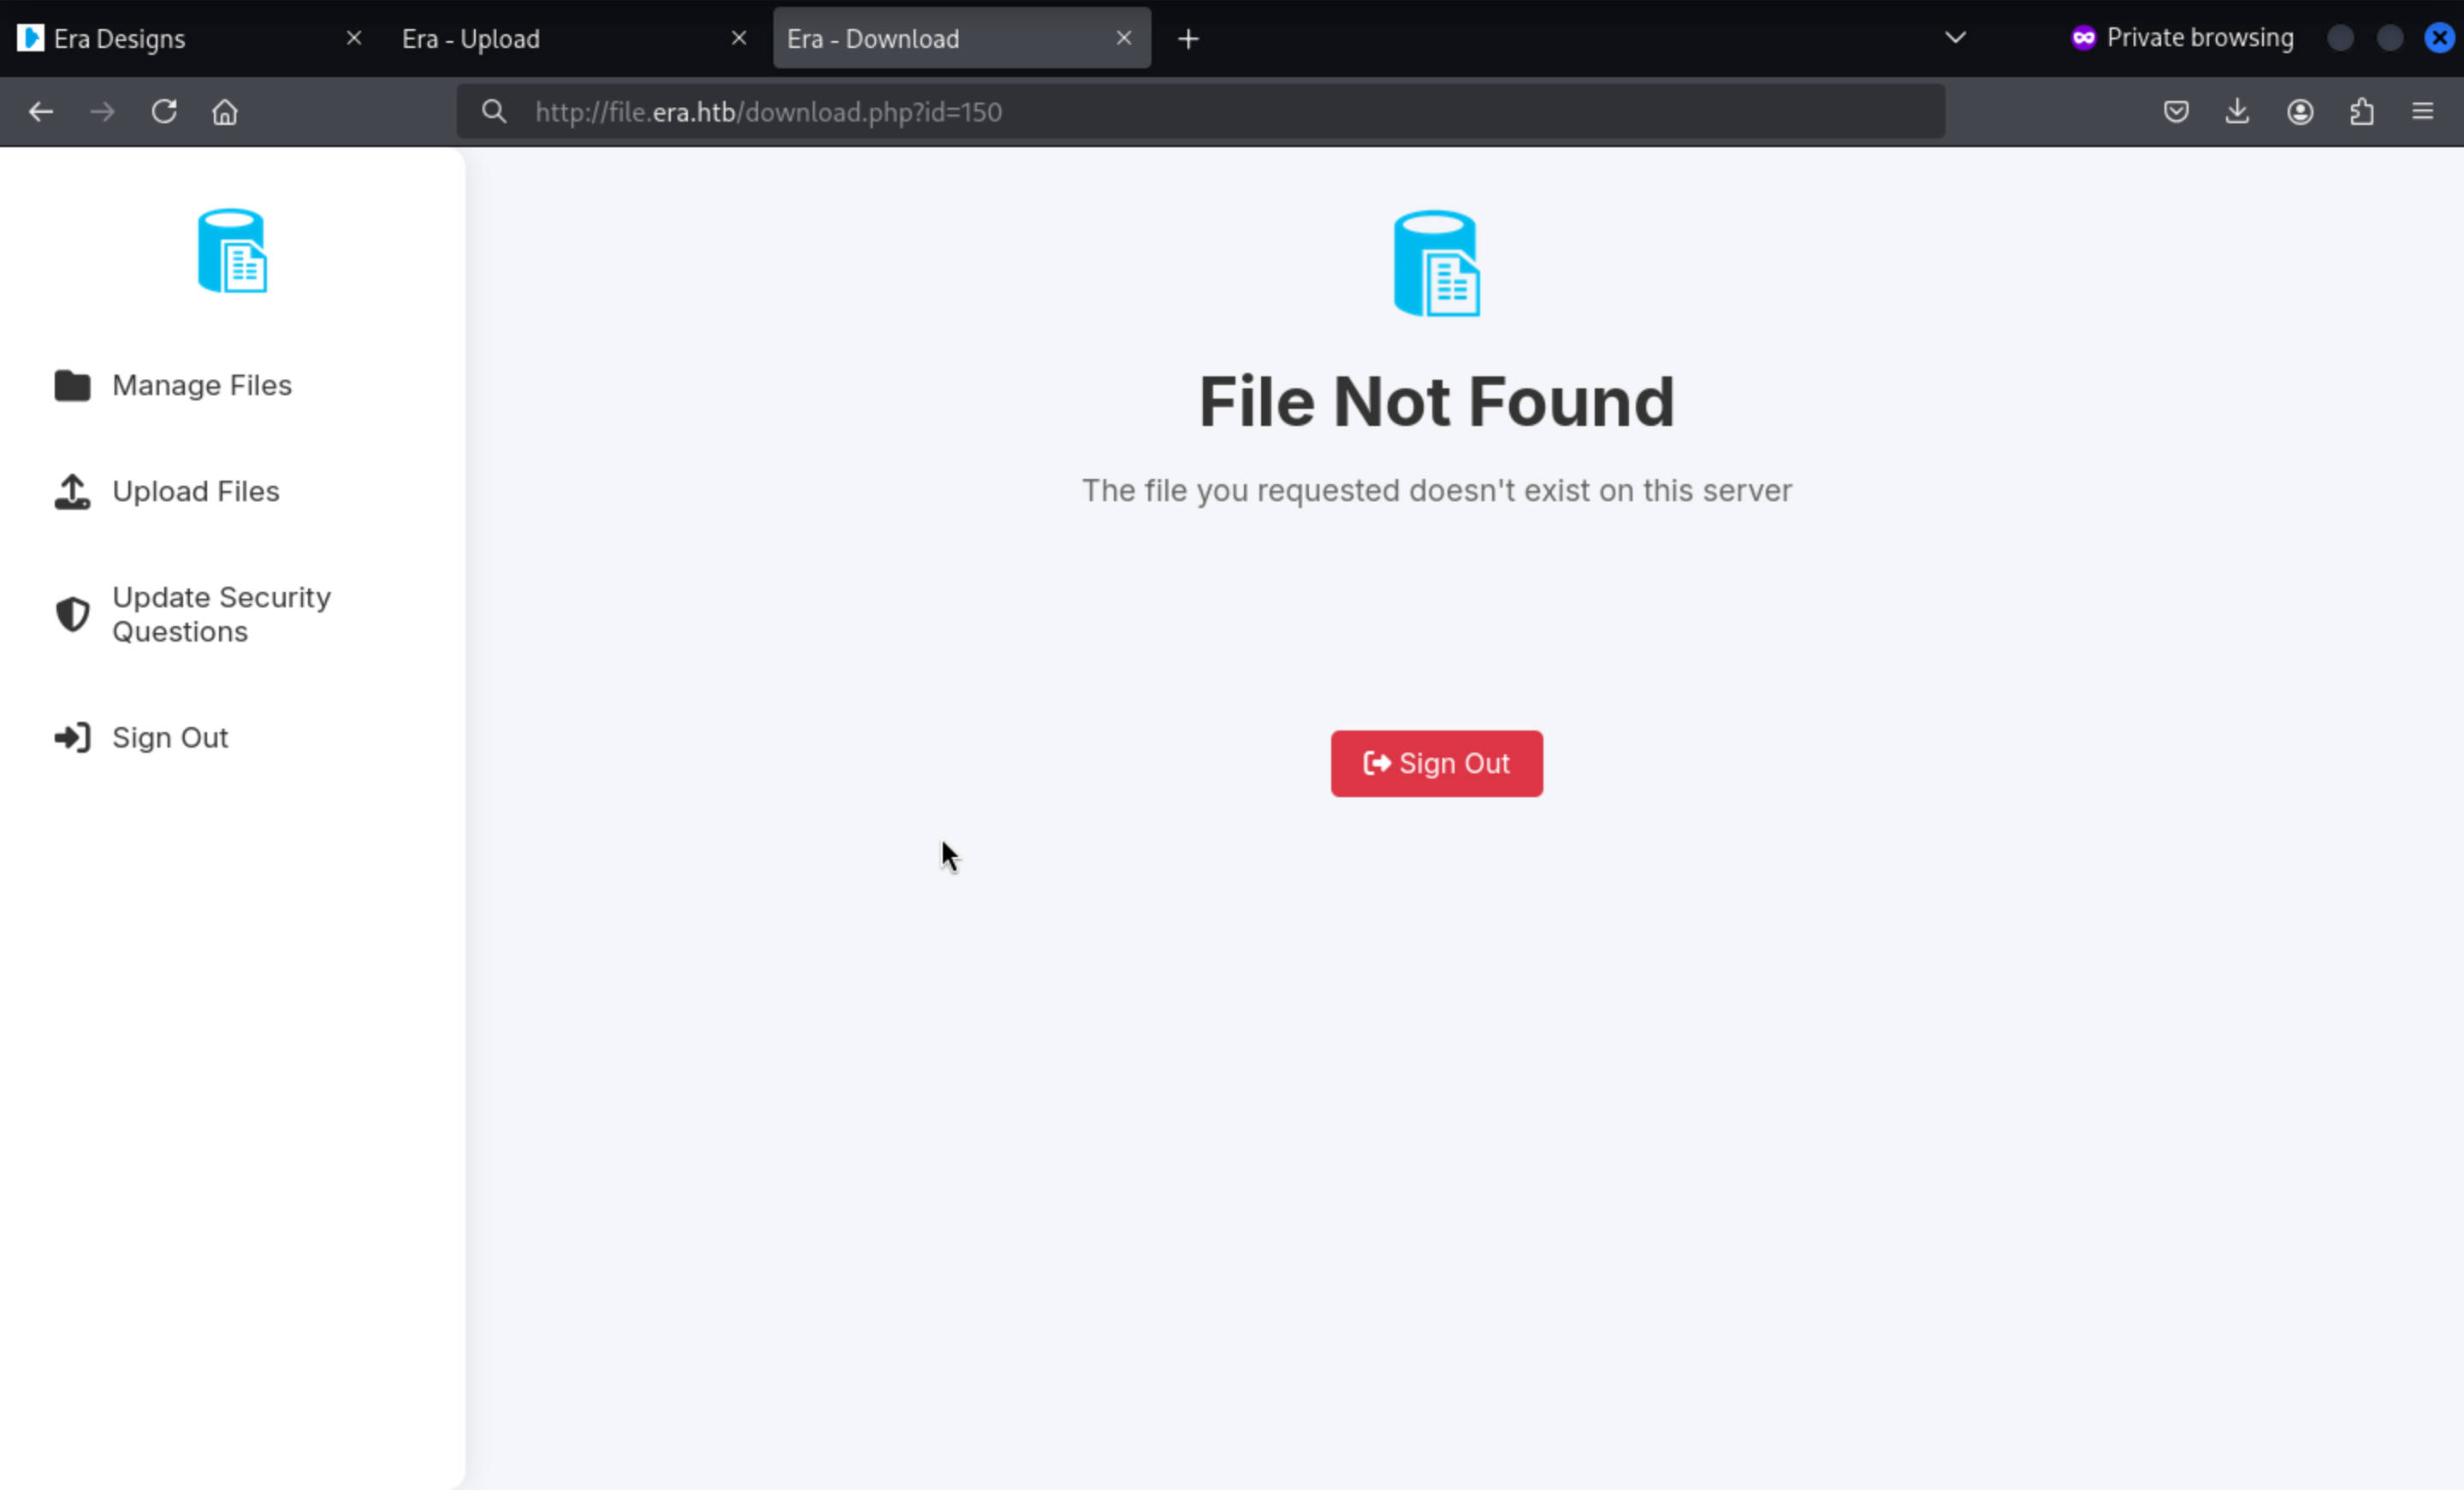 Era Designs
Era - Upload
Era - Download
Private browsing
http://file.era.htb/download.php?id=150
Manage Files
Upload Files
Update Security
Questions
Sign Out
File Not Found
The file you requested doesn't exist on this server
Sign Out